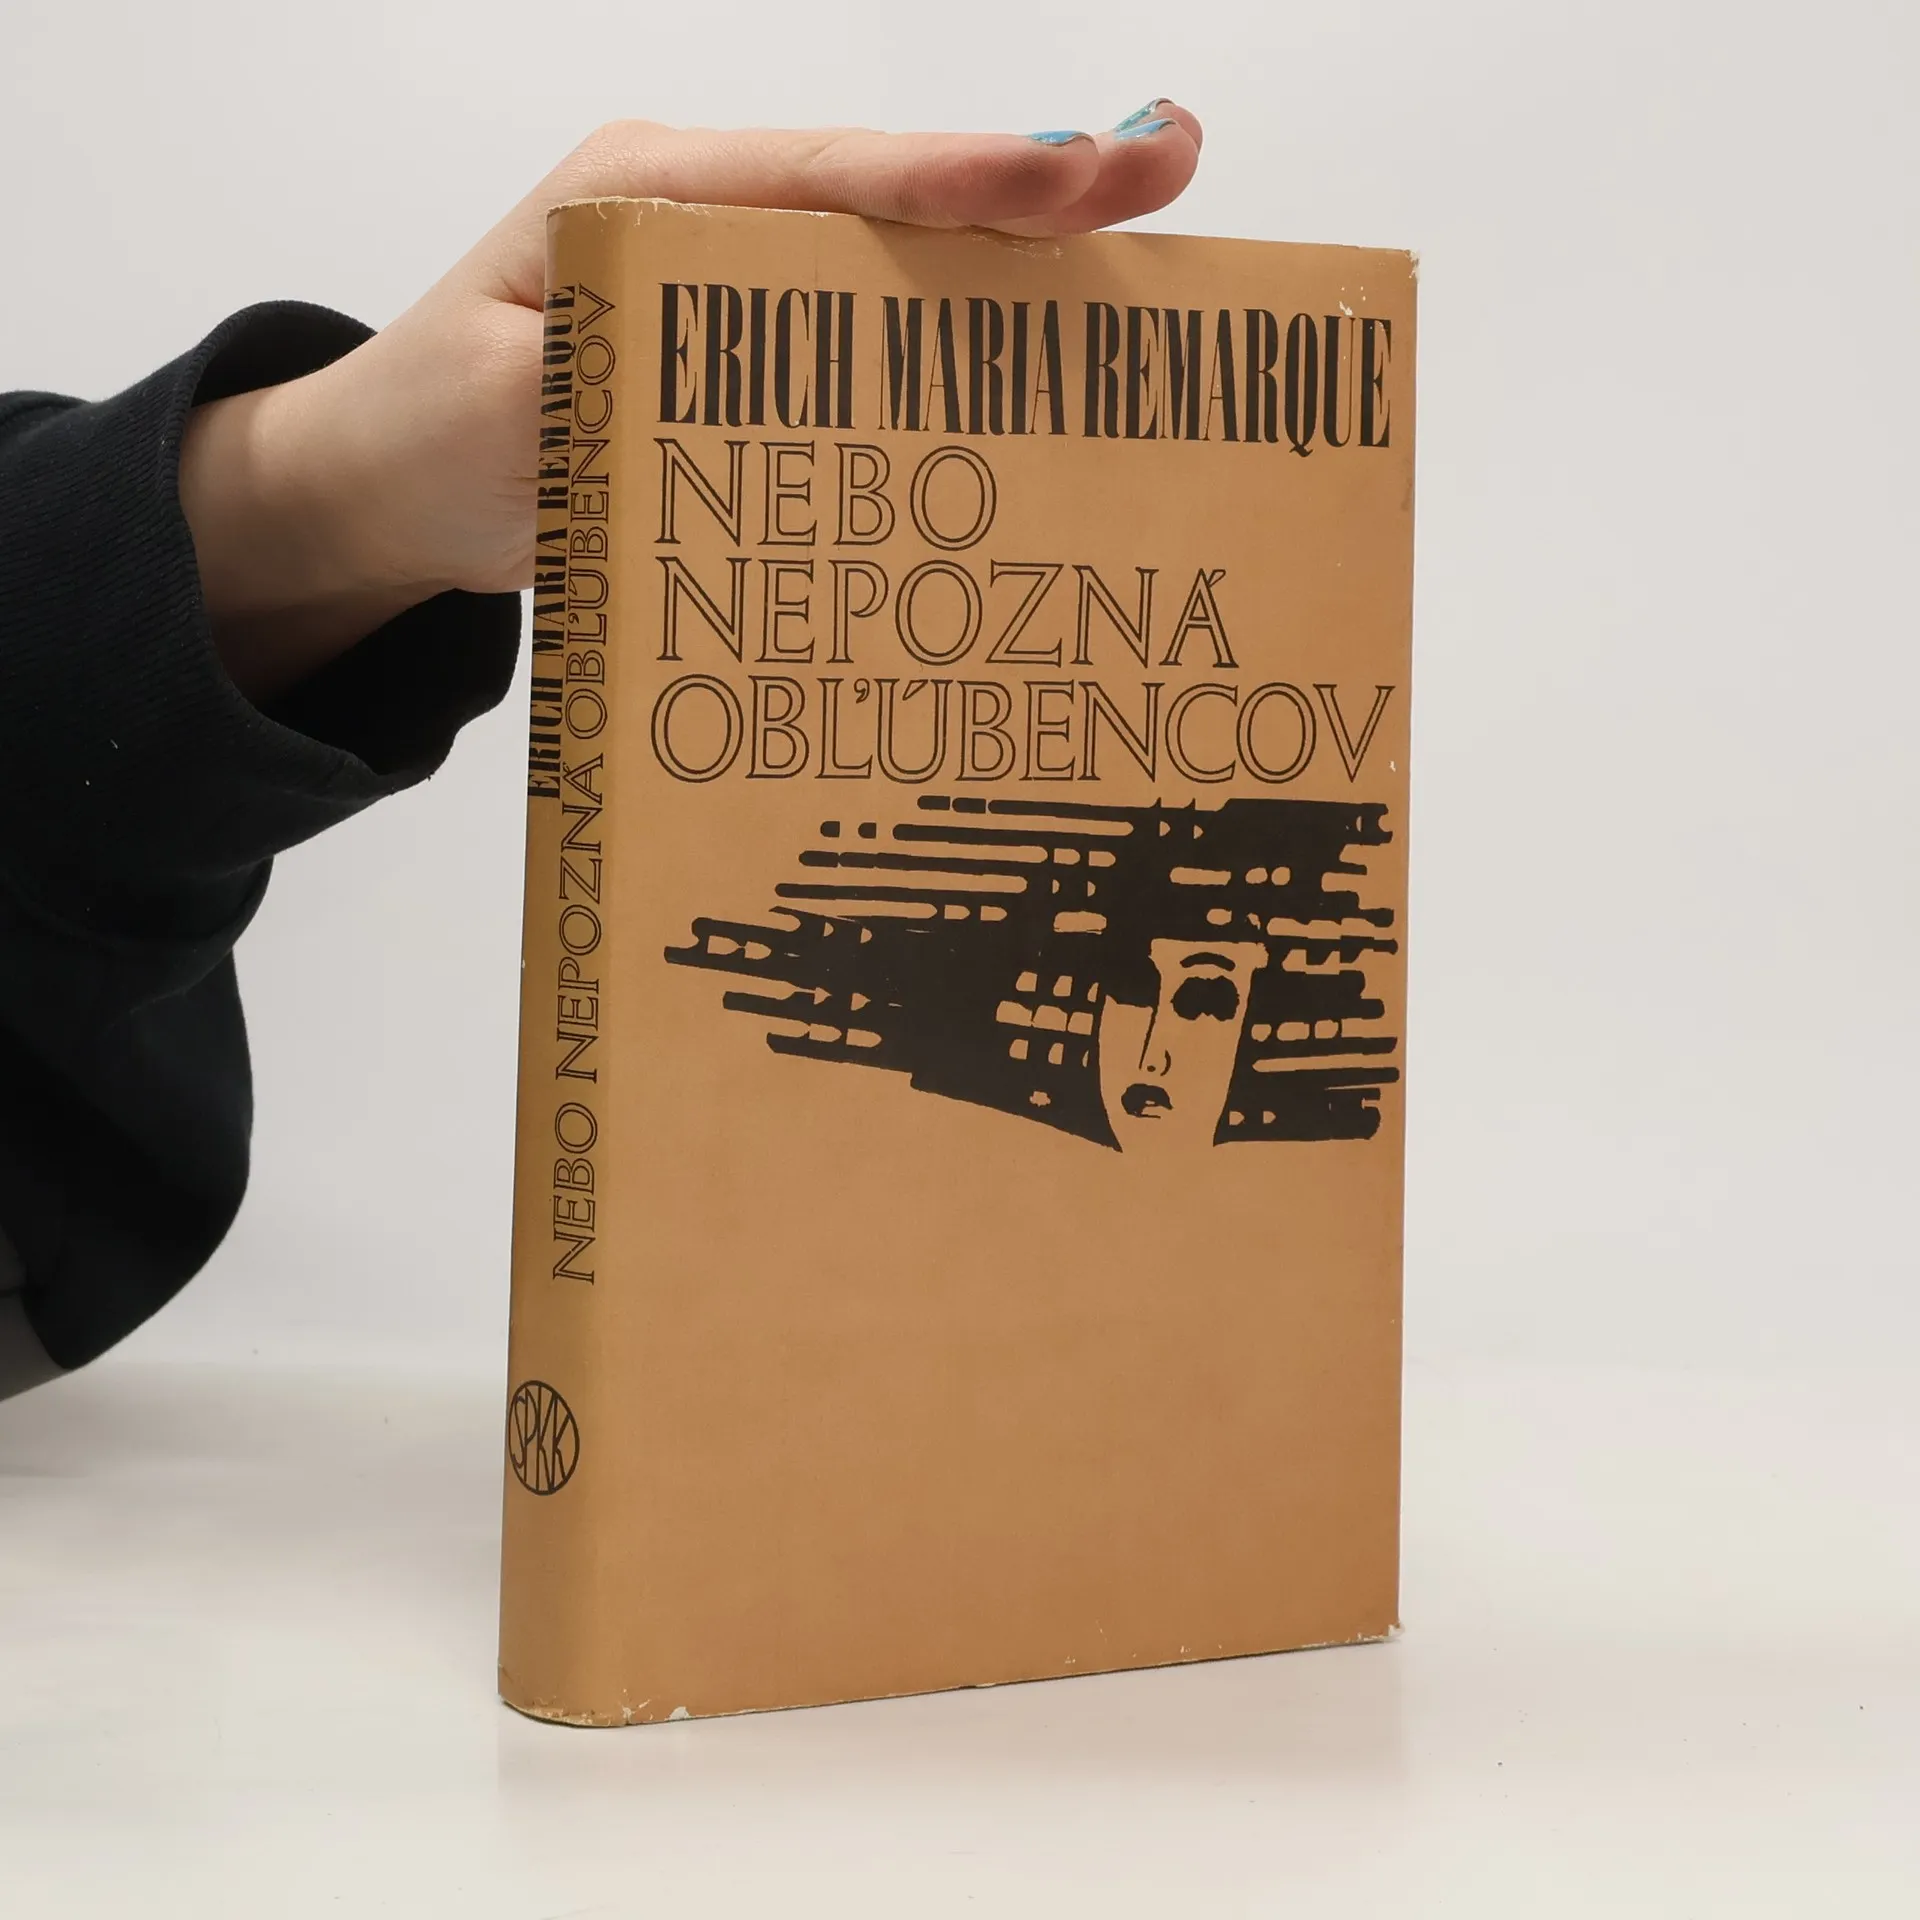 ERICH MARIA REMARQUE
NEBO NEPOZNÁ OBĽÚBENCOV
SPKK
ERICH MARIA REMARQUE
NEBO
NEPOZNÁ
OBĽÚBENCOV